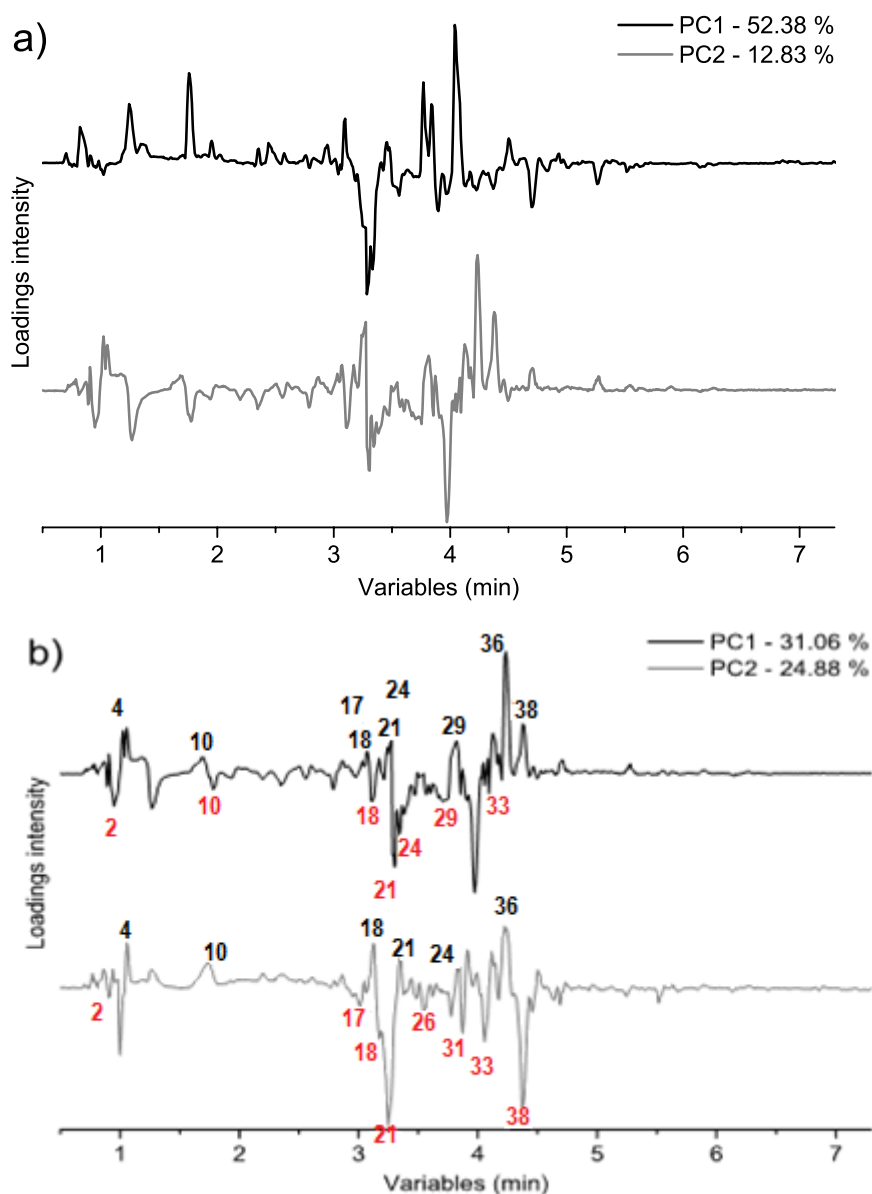 a)
PC1 - 52.38 %
PC2 - 12.83 %
Loadings intensity
1 2 3 4 5 6 7
Variables (min)
b)
PC1 - 31.06 %
PC2 - 24.88 %
36
24
4 17 21 29 38
10 18
2 10 18 29 33
24
21
Loadings intensity
36
4 18
10 21 24
2 17 26
18 31
33
38
21
1 2 3 4 5 6 7
Variables (min)